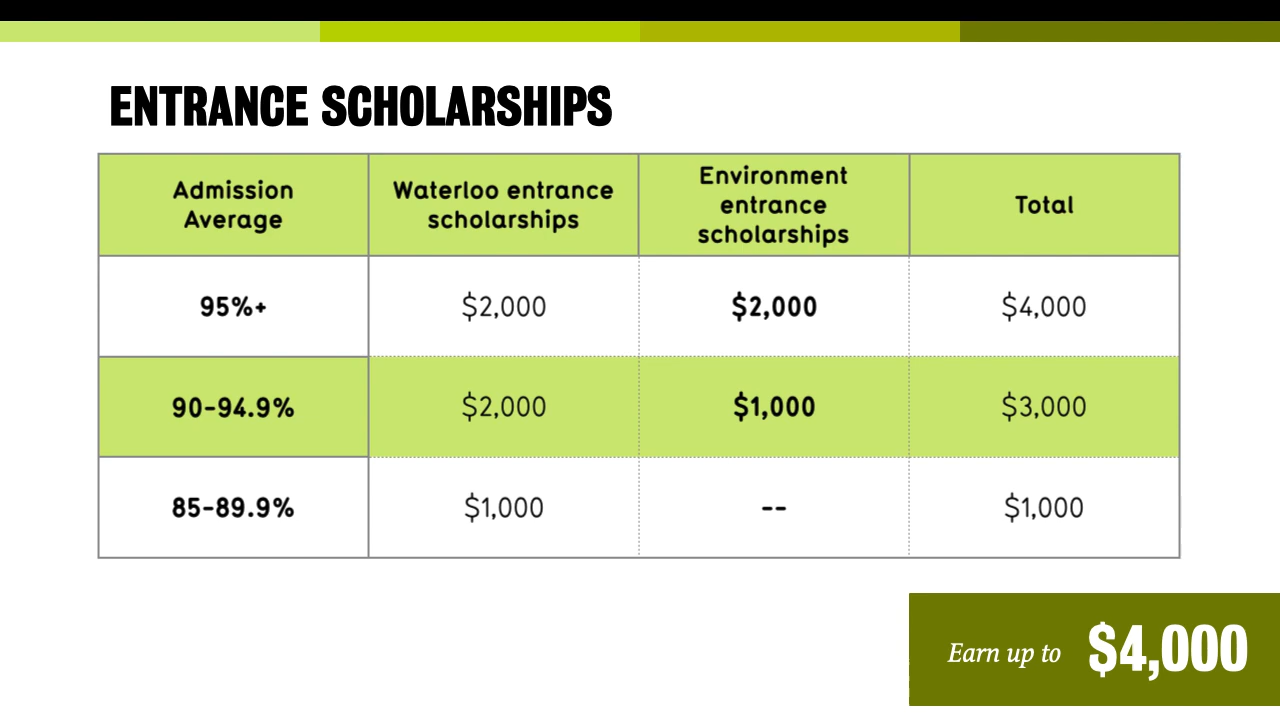 ENTRANCE SCHOLARSHIPS
Admission
Average
Waterloo entrance
scholarships
Environment
entrance
scholarships
Total
95%+
$2,000
$2,000
$4,000
90-94.9%
$2,000
$1,000
$3,000
85-89.9%
$1,000
--
$1,000
Earn up to $4,000